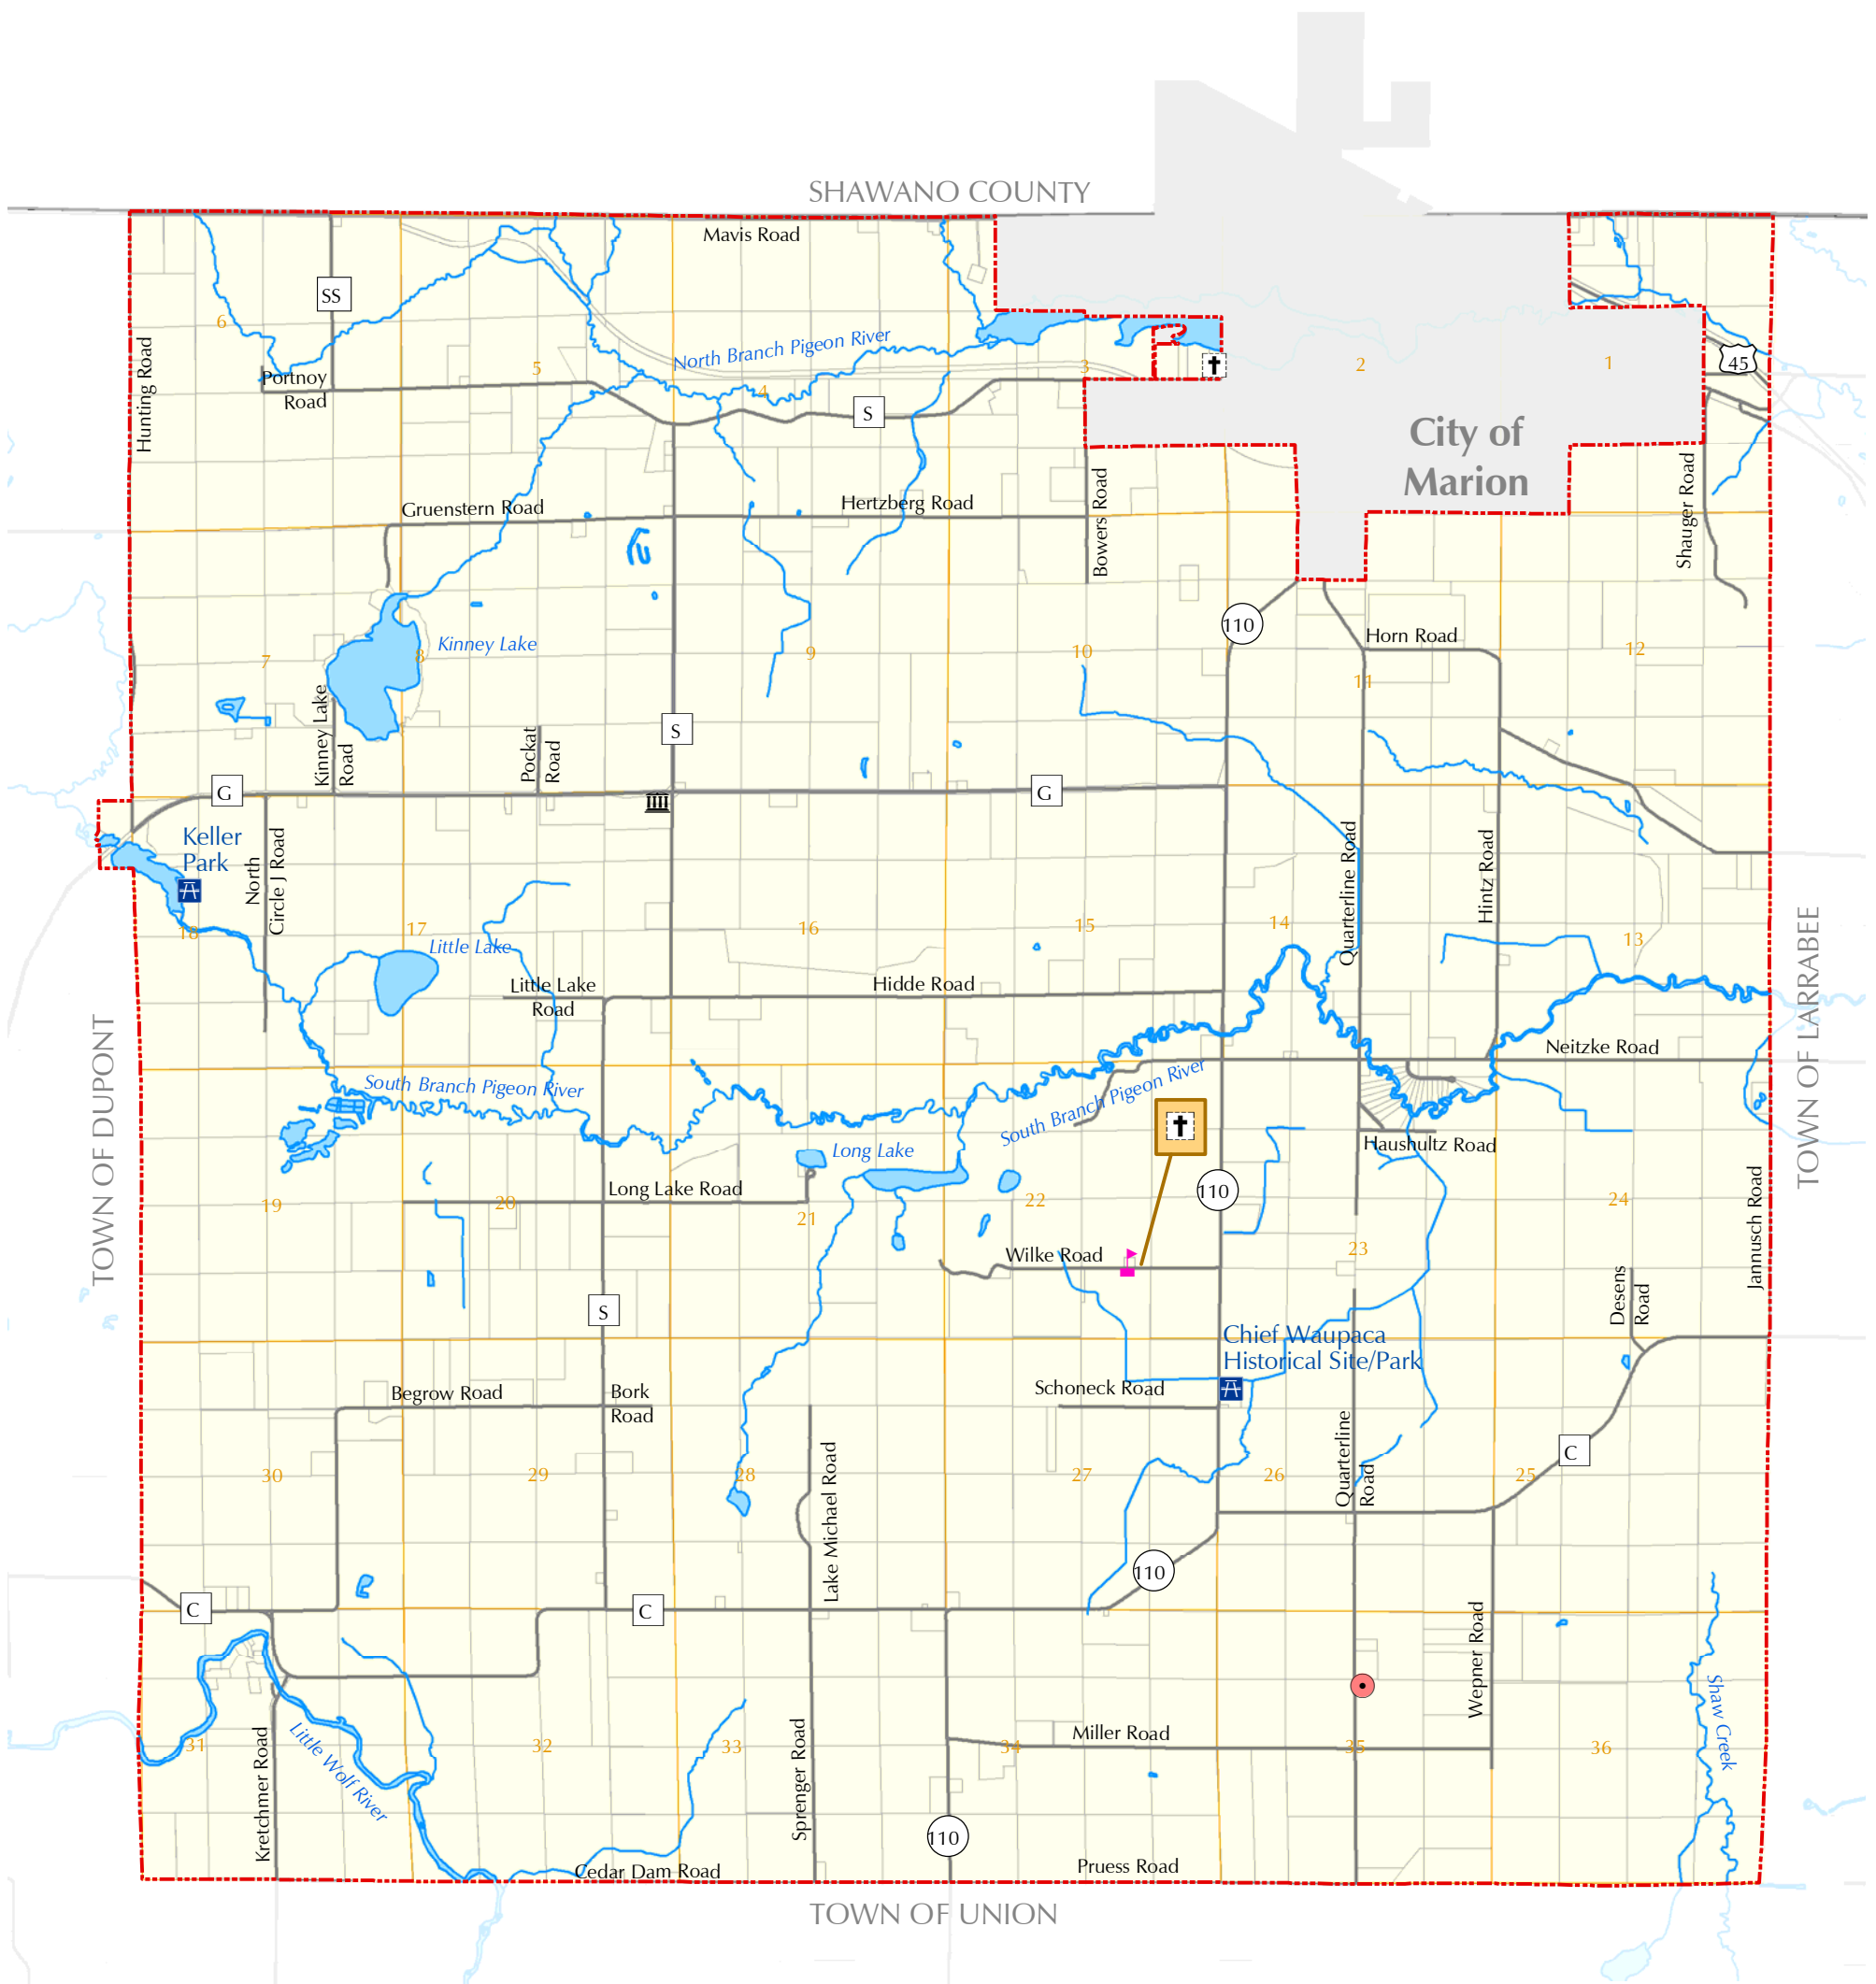 SHAWANO COUNTY
Mavis Road
SS
6
Hunting Road
North Branch Pigeon River
5
4
3
2
1
45
Portnoy
Road
S
City of
Marion
Gruenstern Road
Hertzberg Road
Bowers Road
Shauger Road
110
Horn Road
Kinney Lake
7
8
9
10
11
12
Kinney Lake
Road
Pockat
Road
S
G
G
Keller
Park
North
Circle J Road
Quarterline Road
Hintz Road
18
17
16
15
14
13
Little Lake
Little Lake
Road
Hidde Road
TOWN OF DUPONT
TOWN OF LARRABEE
Neitzke Road
South Branch Pigeon River
South Branch Pigeon River
Long Lake
Haushultz Road
Long Lake Road
110
19
20
21
22
23
24
Jannusch Road
Wilke Road
Desens
Road
S
Chief Waupaca
Historical Site/Park
Begrow Road
Bork
Road
Schoneck Road
Lake Michael Road
Quarterline
Road
C
30
29
28
27
26
25
110
C
C
Wepner Road
Shaw Creek
Little Wolf River
Kretchmer Road
Sprenger Road
Miller Road
31
32
33
34
35
36
110
Cedar Dam Road
Pruess Road
TOWN OF UNION